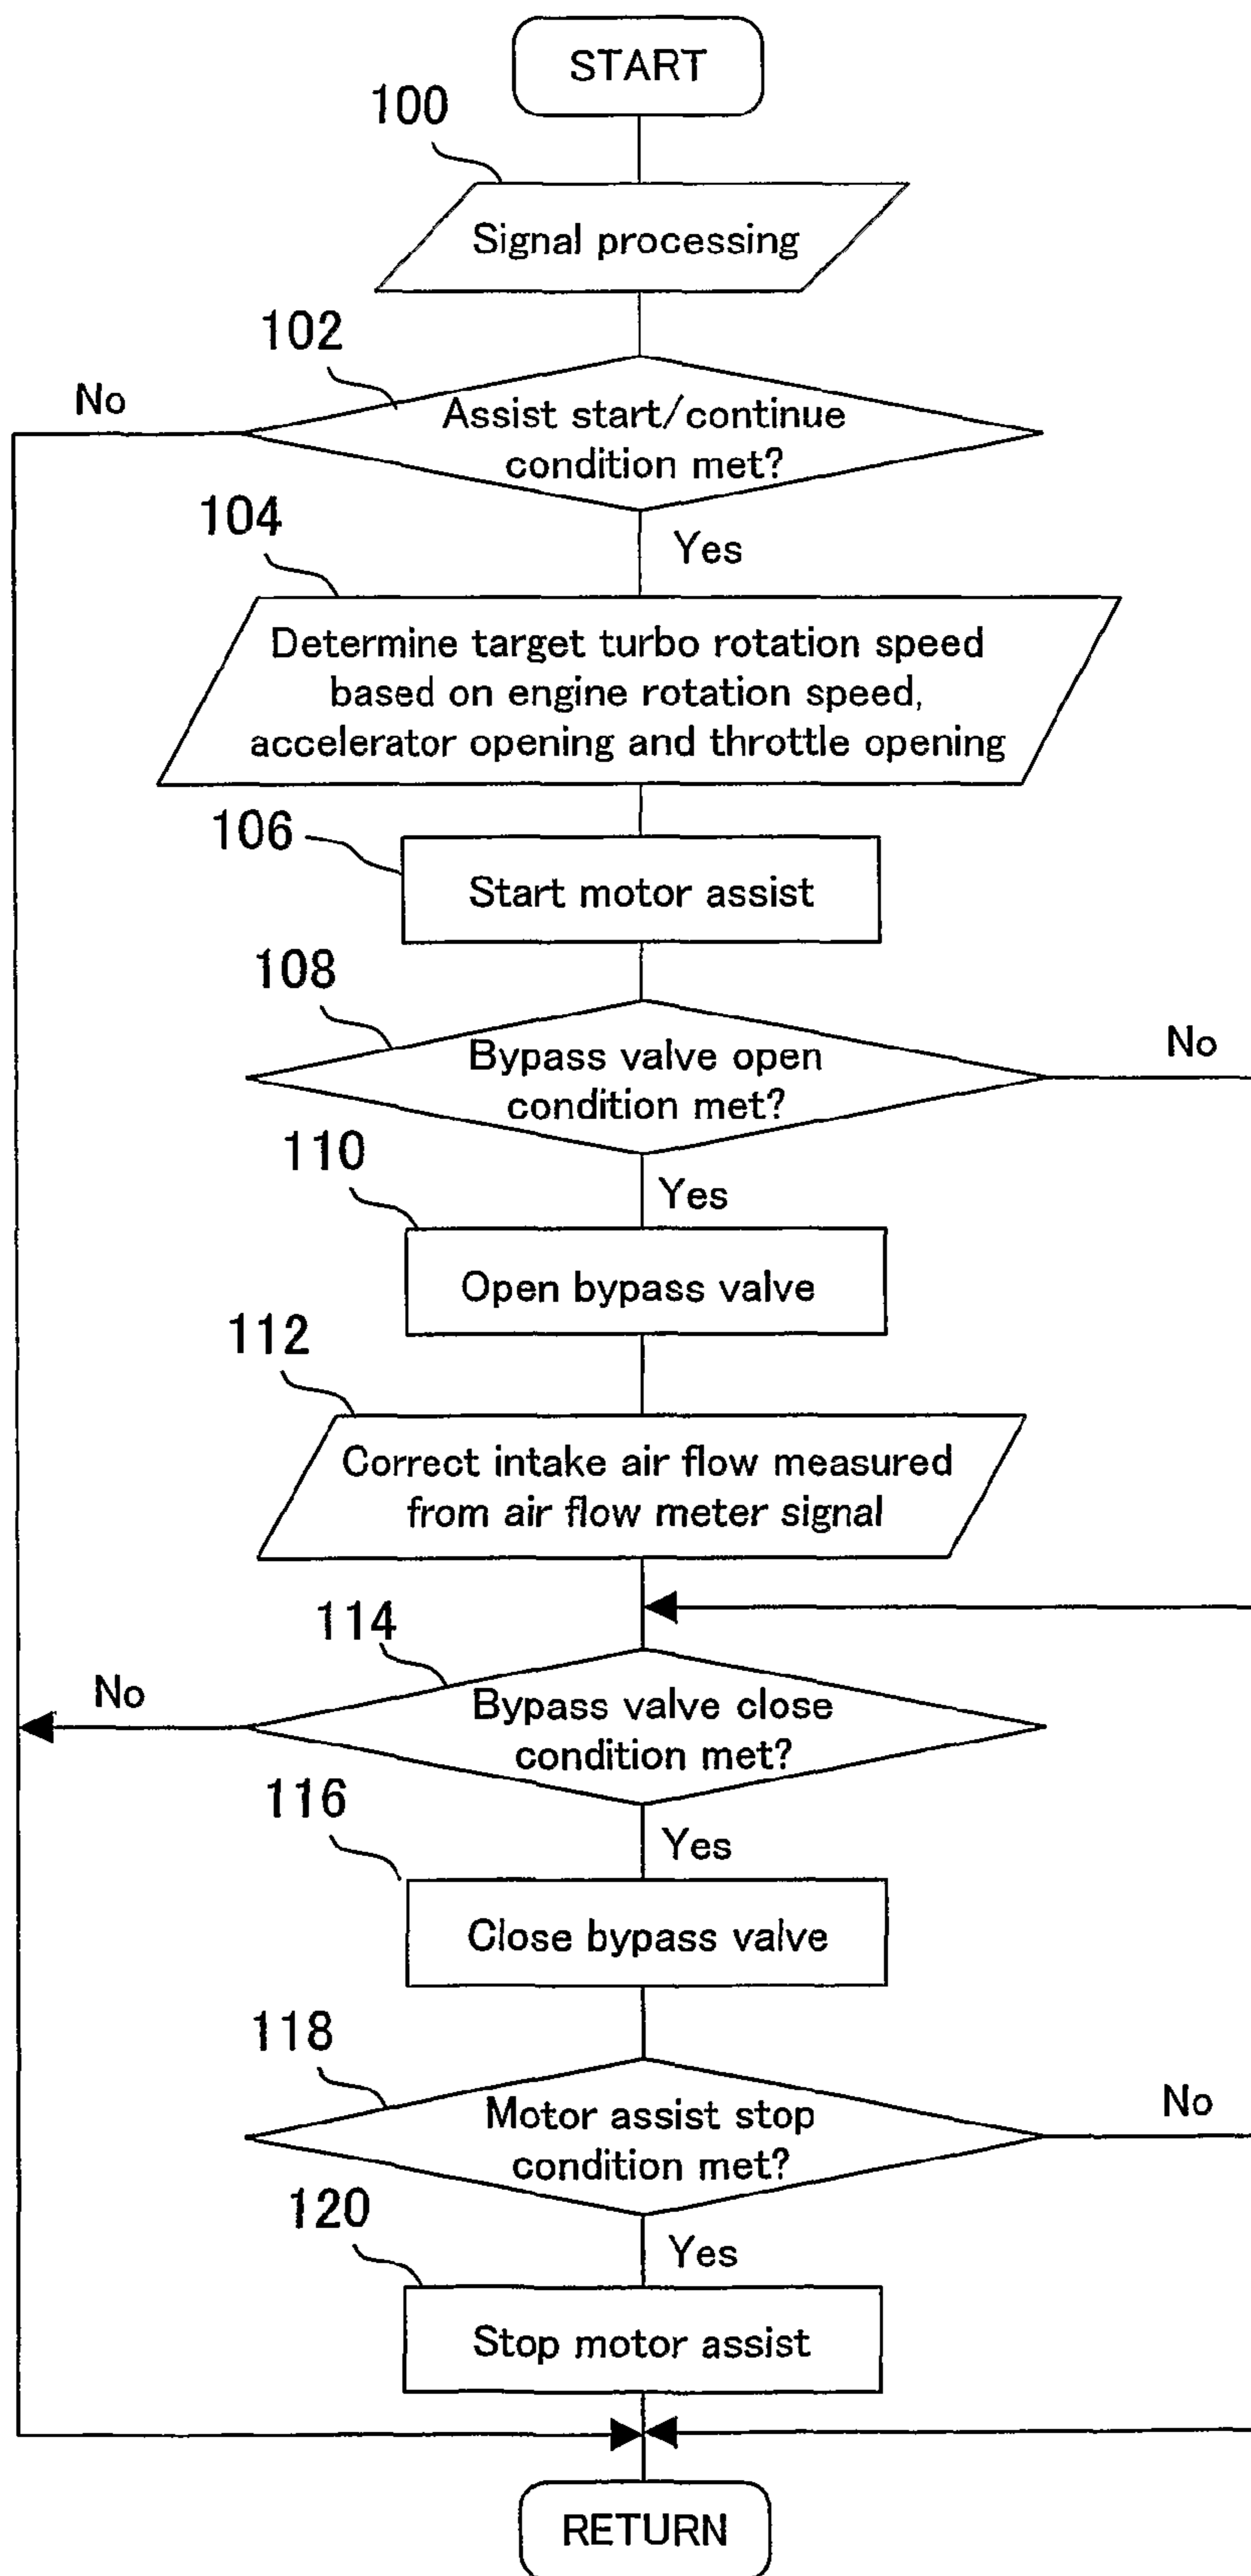 START
100
Signal processing
102
No
Assist start/continue
condition met?
104
Yes
Determine target turbo rotation speed
based on engine rotation speed,
accelerator opening and throttle opening
106
Start motor assist
108
No
Bypass valve open
condition met?
110
Yes
Open bypass valve
112
Correct intake air flow measured
from air flow meter signal
114
No
Bypass valve close
condition met?
116
Yes
Close bypass valve
118
No
Motor assist stop
condition met?
120
Yes
Stop motor assist
RETURN